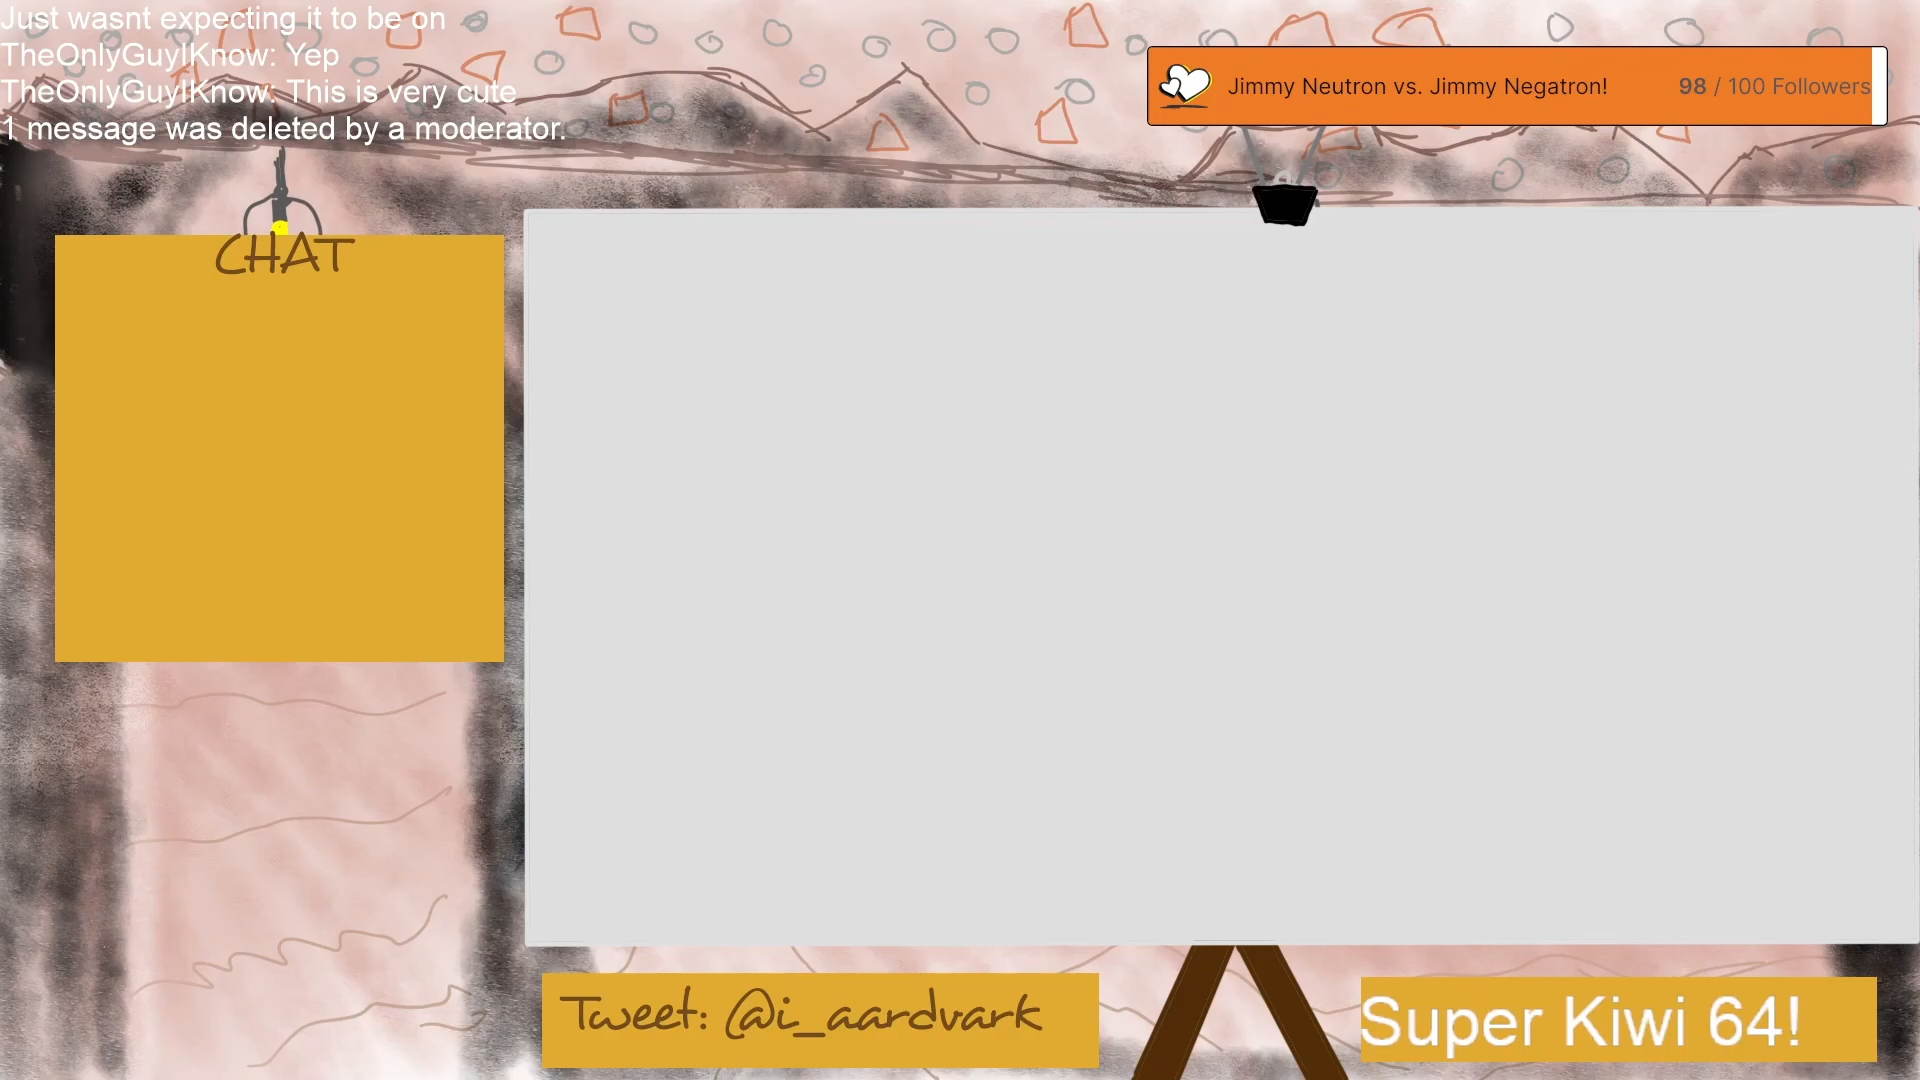 Just wasnt expecting it to be on
TheOnlyGuyIKnow: Yep
TheOnlyGuyIKnow: This is very cute
1 message was deleted by a moderator.
Jimmy Neutron vs. Jimmy Negatron! 98 / 100 Followers
CHAT
Tweet: @i_aardvark
Super Kiwi 64!